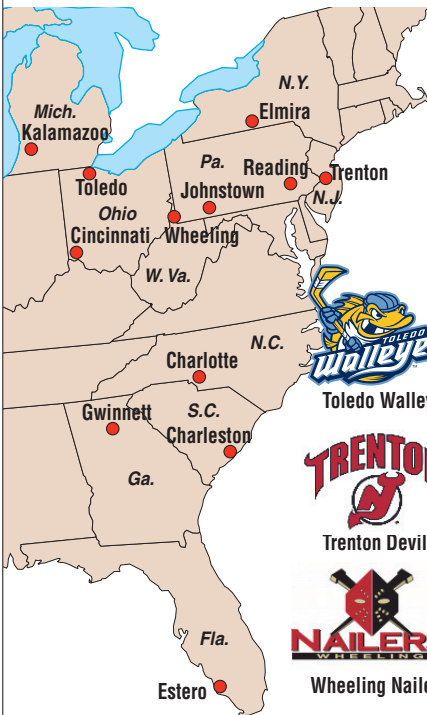 N.Y.
Mich.
Elmira
Kalamazoo
Pa.
Reading
Trenton
Toledo
Johnstown
N.J.
Ohio
Cincinnati
Wheeling
W. Va.
TOLEDO
Walleye
N.C.
Charlotte
Toledo Walley
Gwinnett
S.C.
Charleston
TRENTO
Ga.
Trenton Devil
NAILER
WHEELING
Fla.
Estero
Wheeling Naile